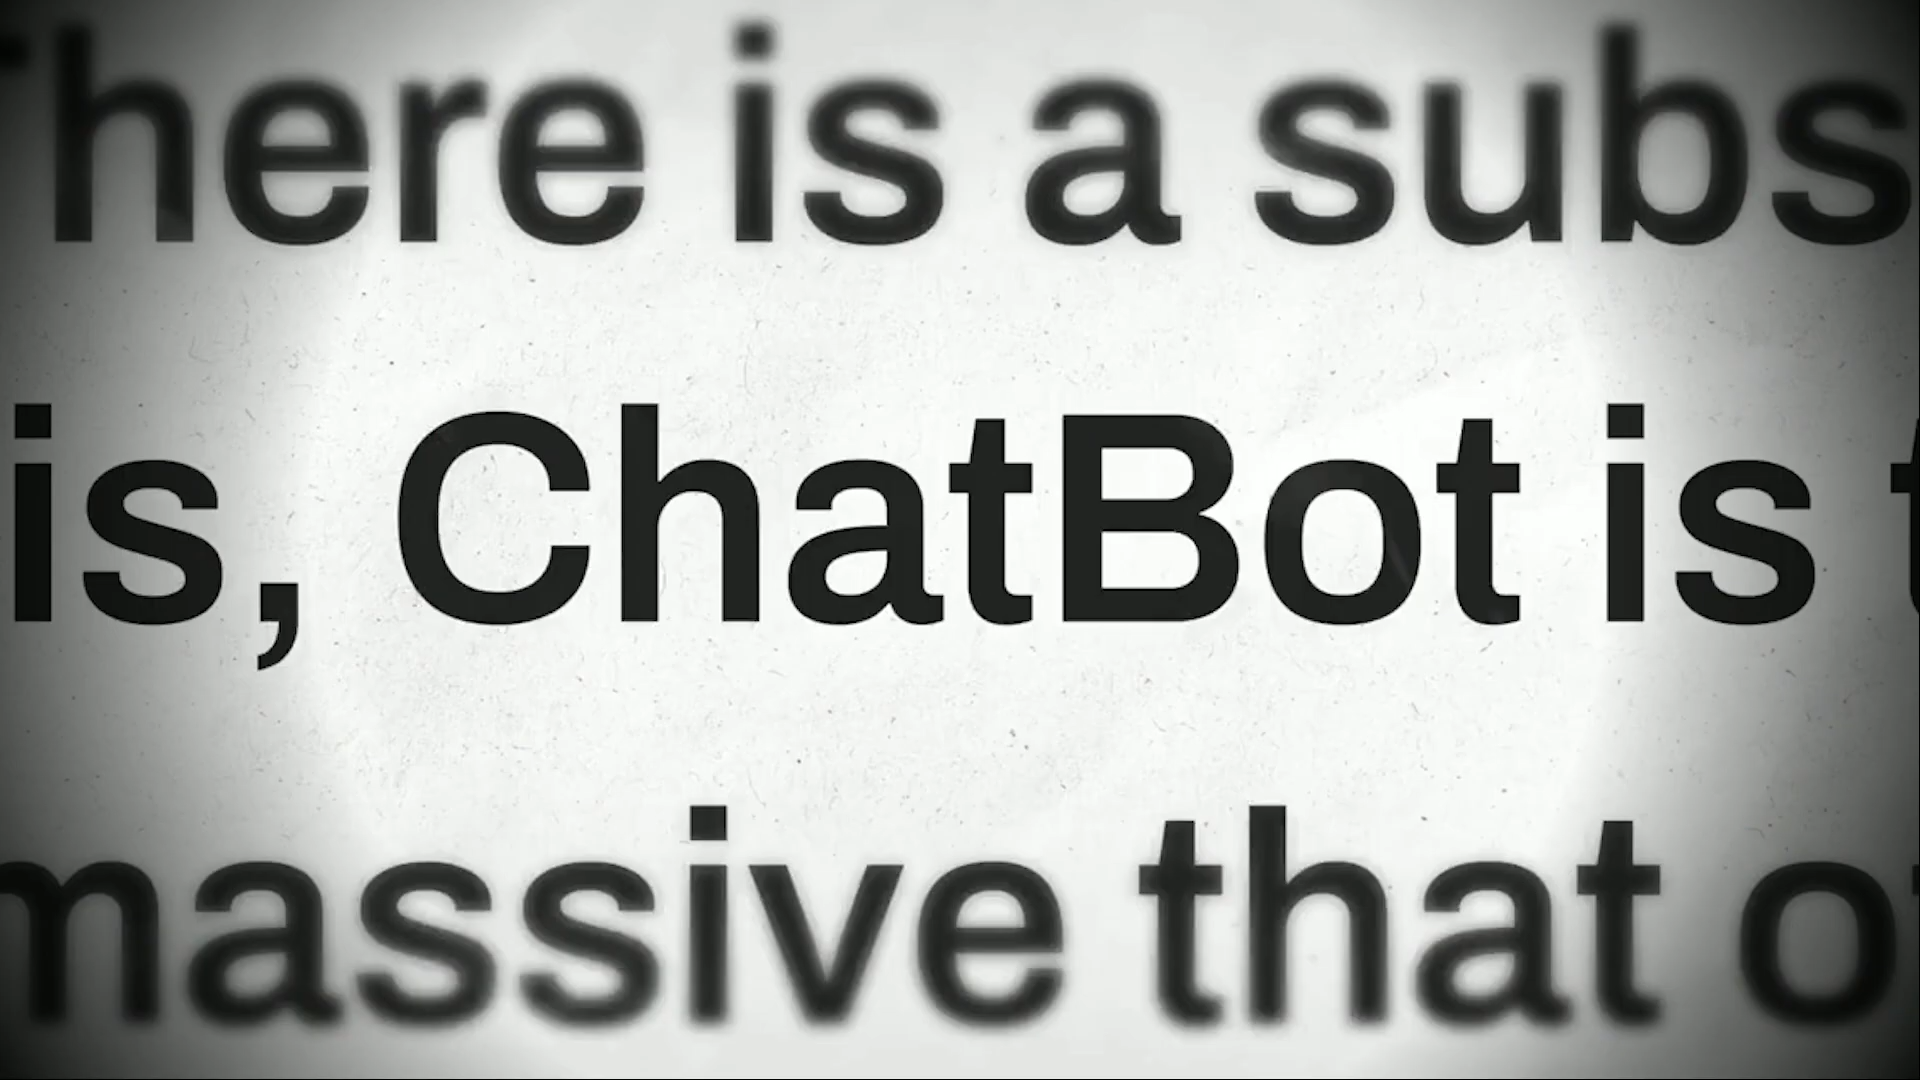 here is a subs
is, ChatBot is
massive that